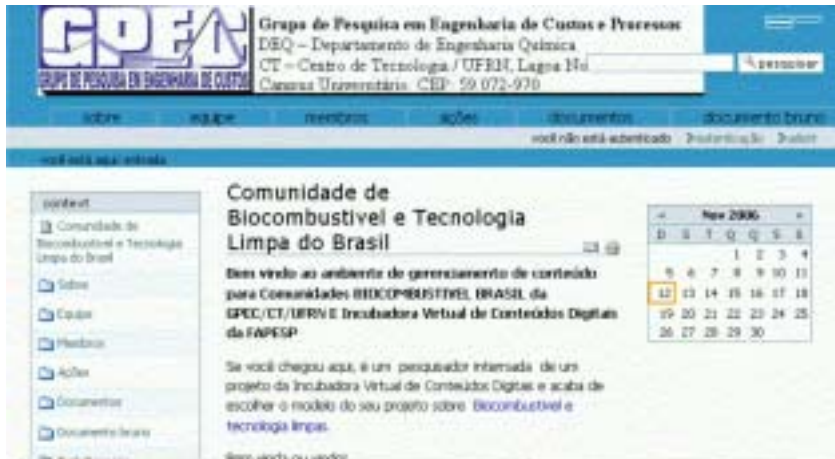 GPEC
GRUPO DE PESQUISA EM ENGENHARIA DE CUSTOS
Grupo de Pesquisa em Engenharia de Custos e Processos
DEQ – Departamento de Engenharia Química
CT – Centro de Tecnologia / UFRN, Lagoa No
Campus Universitário. CEP: 59.072-970
pesquisar
sobre equipe membros ações documentos documento bruno
você não está autenticado
você está aqui: entrada
context
Comunidade de
Biocombustivel e Tecnologia
Limpa do Brasil
Sobre
Equipe
Membros
Ações
Documentos
Documento bruno
Comunidade de
Biocombustivel e Tecnologia
Limpa do Brasil
Bem vindo ao ambiente de gerenciamento de conteúdo
para Comunidades BIOCOMBUSTIVEL BRASIL da
GPEC/CT/UFRN E Incubadora Virtual de Conteúdos Digitais
da FAPESP
Se você chegou aqui, é um pesquisador internada de um
projeto da Incubadora Virtual de Conteúdos Digitais e acaba de
escolher o modelo do seu projeto sobre Biocombustivel e
tecnologia limpas.
« Nov 2006 »
D S T Q Q S S
1 2 3 4
5 6 7 8 9 10 11
12 13 14 15 16 17 18
19 20 21 22 23 24 25
26 27 28 29 30